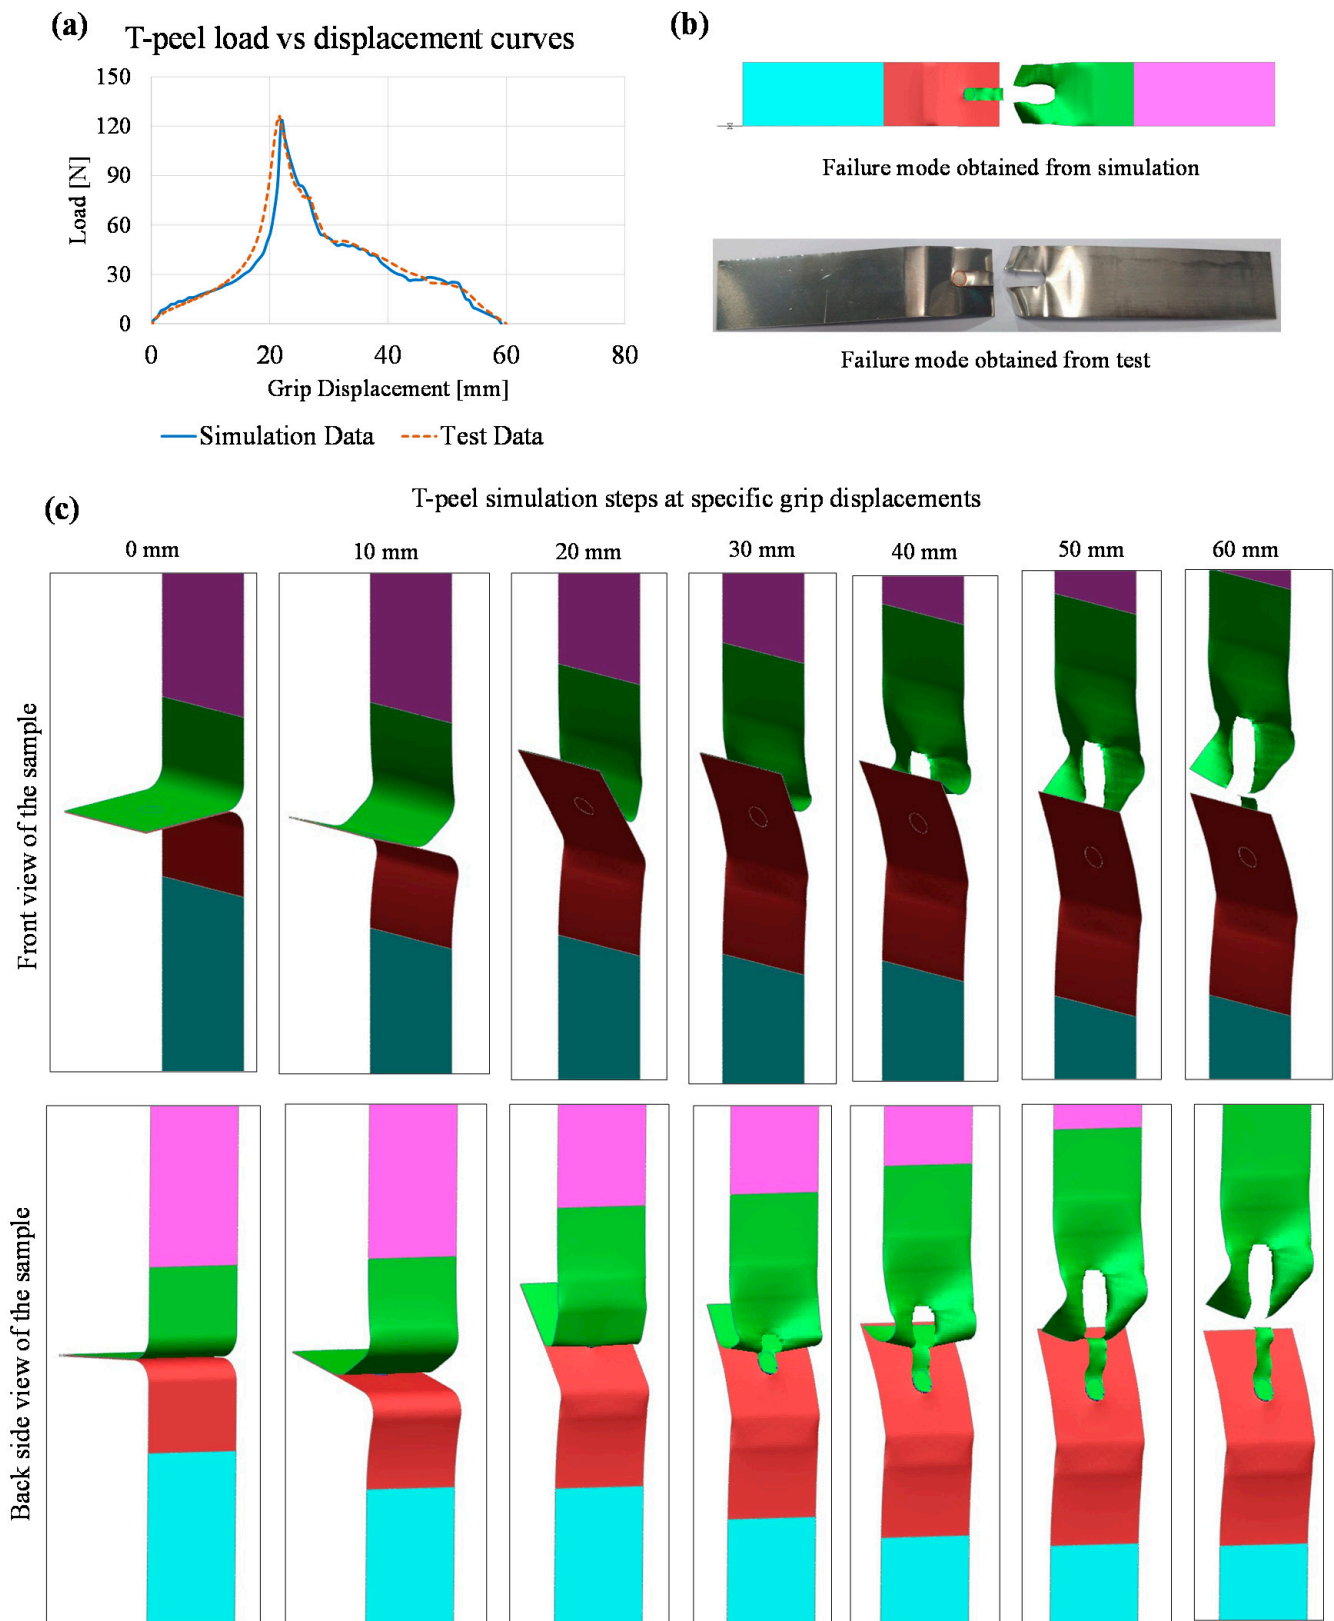 (a)
T-peel load vs displacement curves
150
120
90
60
30
0
0 20 40 60 80
Load [N]
Grip Displacement [mm]
Simulation Data Test Data
(b)
Failure mode obtained from simulation
Failure mode obtained from test
(c)
T-peel simulation steps at specific grip displacements
0 mm 10 mm 20 mm 30 mm 40 mm 50 mm 60 mm
Front view of the sample
Back side view of the sample